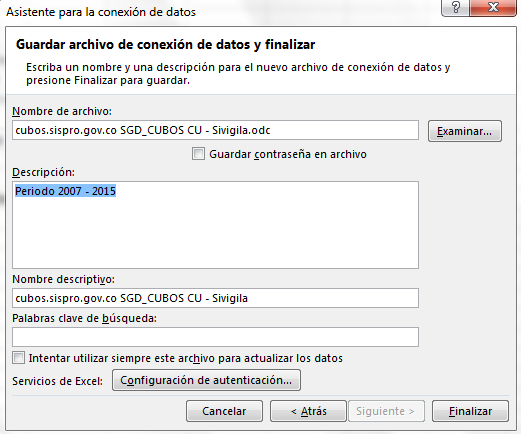 Asistente para la conexión de datos
Guardar archivo de conexión de datos y finalizar
Escriba un nombre y una descripción para el nuevo archivo de conexión de datos y
presione Finalizar para guardar.
Nombre de archivo:
cubos.sispro.gov.co SGD_CUBOS CU - Sivigila.odc
Examinar...
Guardar contraseña en archivo
Descripción:
Periodo 2007 - 2015
Nombre descriptivo:
cubos.sispro.gov.co SGD_CUBOS CU - Sivigila
Palabras clave de búsqueda:
Intentar utilizar siempre este archivo para actualizar los datos
Servicios de Excel:
Configuración de autenticación...
Cancelar
< Atrás
Siguiente >
Finalizar